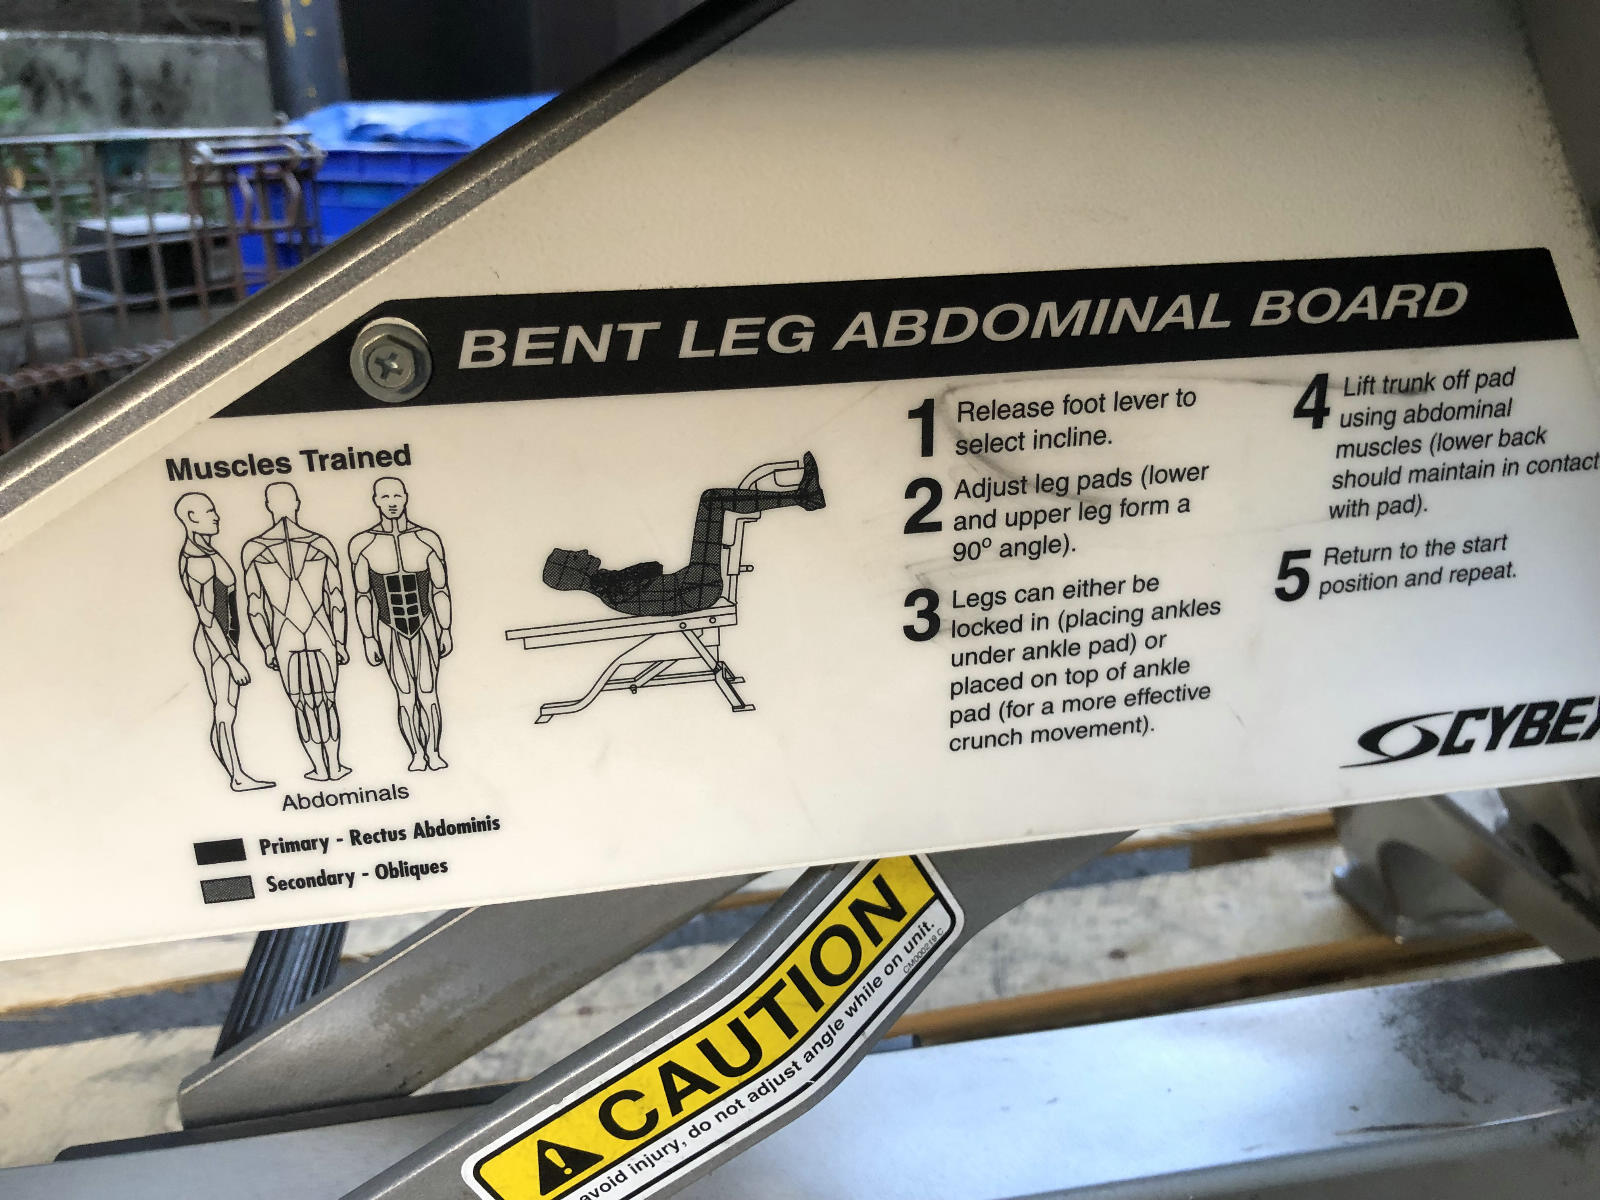 BENT LEG ABDOMINAL BOARD
Muscles Trained
Abdominals
Primary - Rectus Abdominis
Secondary - Obliques
1 Release foot lever to
select incline.
2 Adjust leg pads (lower
and upper leg form a
90º angle).
3 Legs can either be
locked in (placing ankles
under ankle pad) or
placed on top of ankle
pad (for a more effective
crunch movement).
4 Lift trunk off pad
using abdominal
muscles (lower back
should maintain in contact
with pad).
5 Return to the start
position and repeat.
CYBEX
CAUTION
avoid injury, do not adjust angle while on unit.